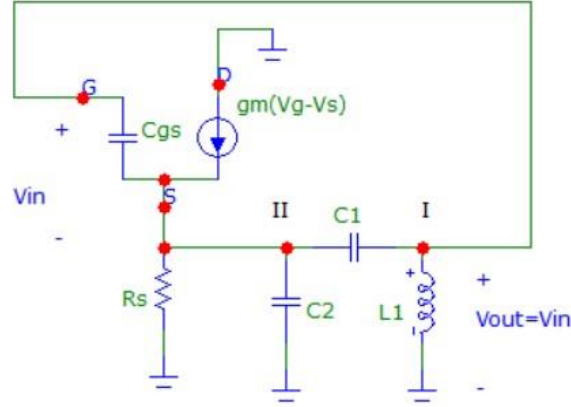 G
D
+
Cgs
gm(Vg-Vs)
Vin
S
-
II
C1
I
Rs
C2
+
L1
-
+
Vout=Vin
-